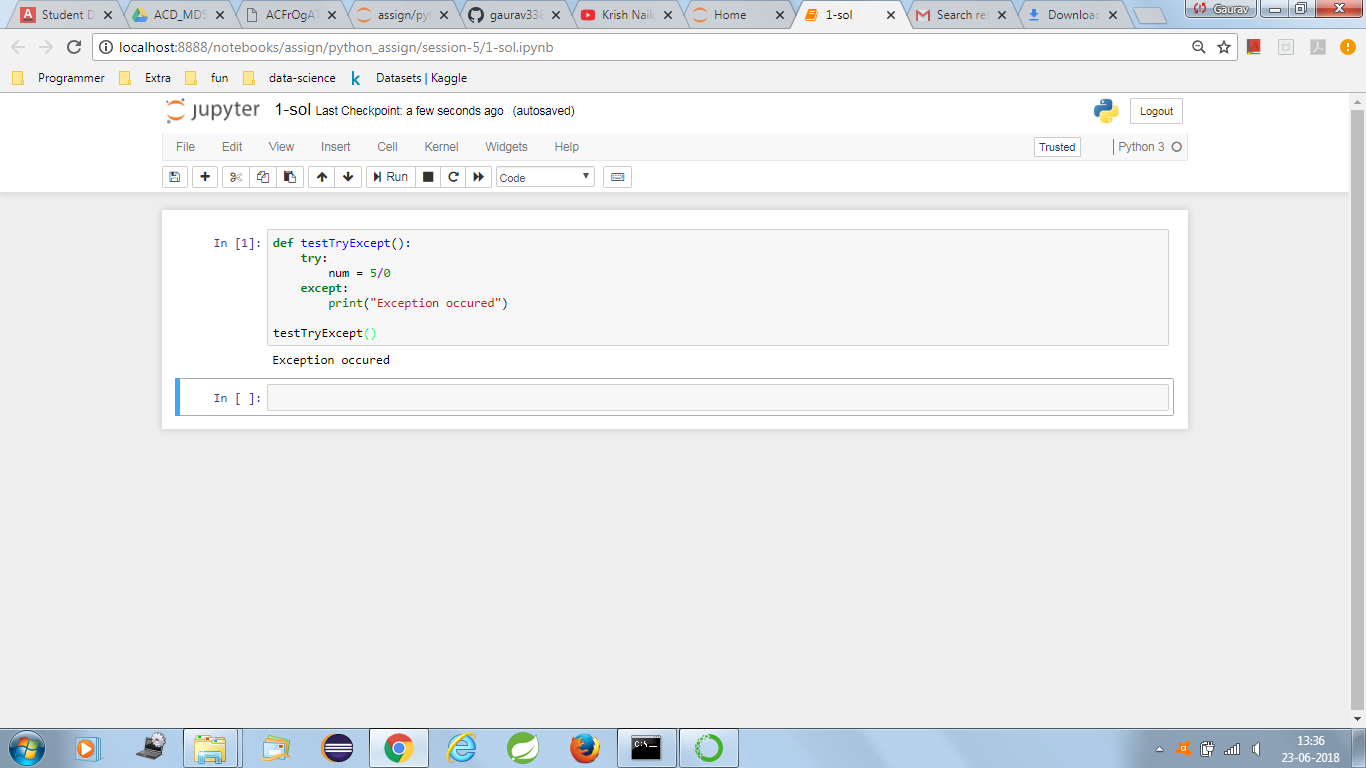 Student D
ACD_MDS
ACFrOgAT
assign/py
gaurav338
Krish Naik
Home
1-sol
Search re
Downloac
Gaurav
localhost:8888/notebooks/assign/python_assign/session-5/1-sol.ipynb
Programmer Extra fun data-science Datasets | Kaggle
jupyter 1-sol Last Checkpoint: a few seconds ago (autosaved)
Logout
File Edit View Insert Cell Kernel Widgets Help
Trusted Python 3
Run Code
In [1]: def testTryExcept():
try:
num = 5/0
except:
print("Exception occured")
testTryExcept()
Exception occured
In [ ]:
C:\_
13:36
23-06-2018